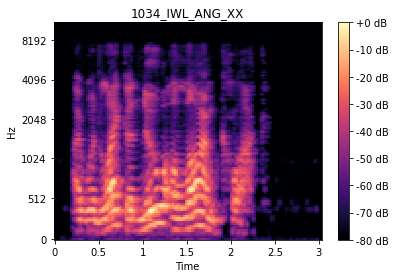 1034_IWL_ANG_XX
+0 dB
8192
-10 dB
4096
-20 dB
-30 dB
2048
Hz
-40 dB
1024
-50 dB
512
-60 dB
-70 dB
0
-80 dB
0 0.5 1 1.5 2 2.5 3
Time